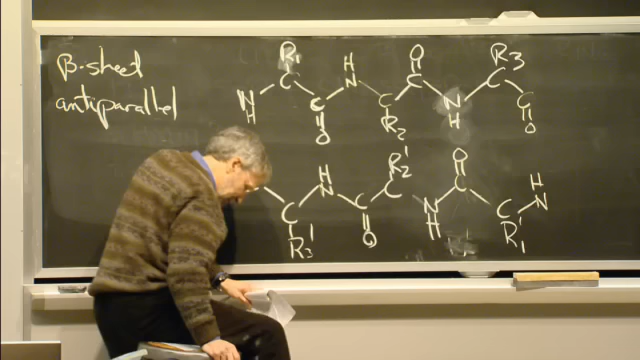 β-sheet
antiparallel
R1 H O R3
N C N C C
N C C N C
H O R2 H O
H R2' O H
N C N
C C C N
R3' O H R1'